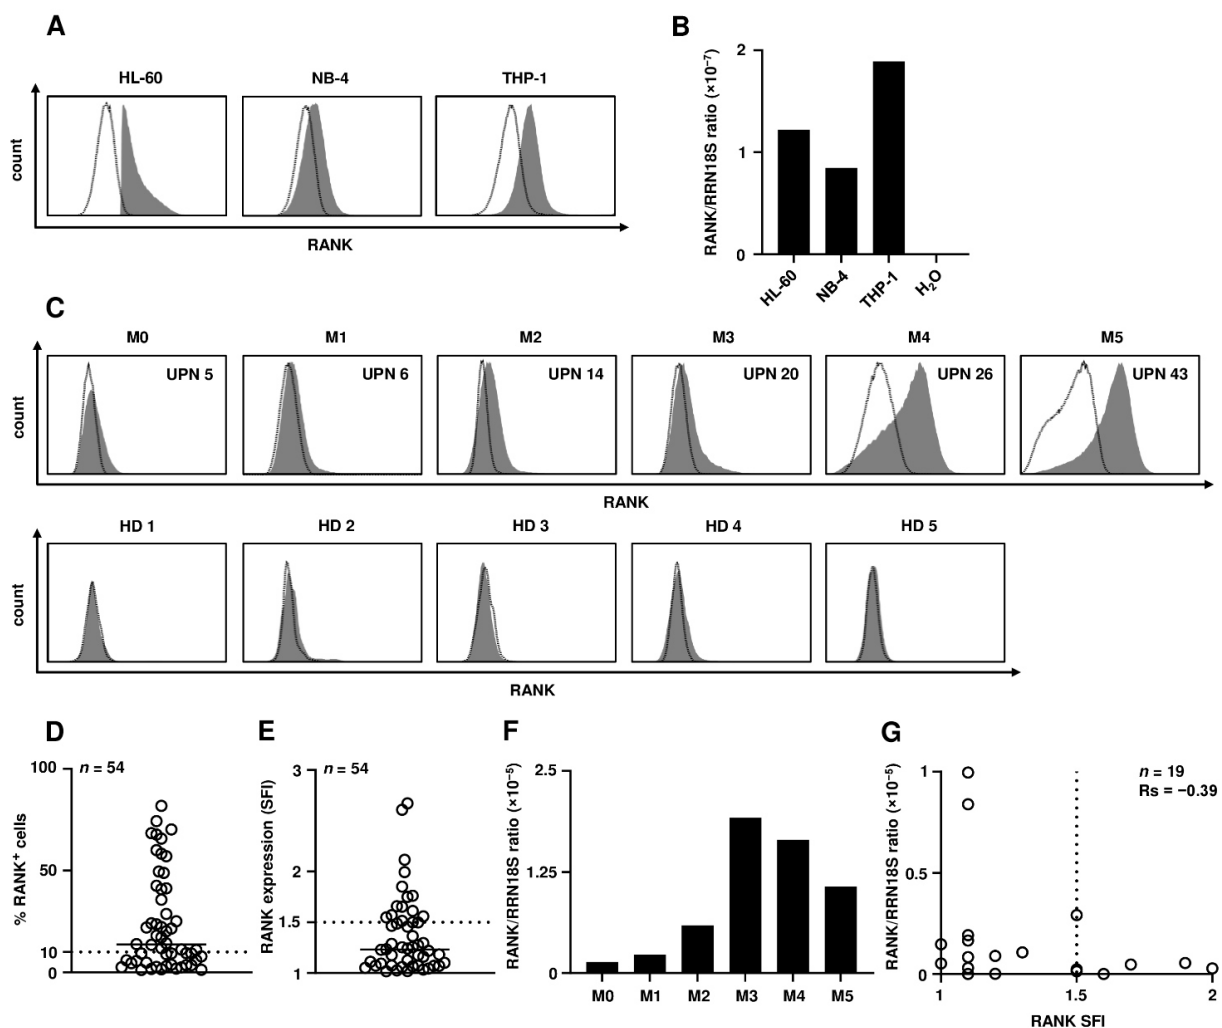 A
HL-60 NB-4 THP-1
count
RANK
B
RANK/RRN18S ratio (×10⁻⁷)
2
1
0
HL-60 NB-4 THP-1 H₂O
C
M0 M1 M2 M3 M4 M5
UPN 5 UPN 6 UPN 14 UPN 20 UPN 26 UPN 43
count
RANK
HD 1 HD 2 HD 3 HD 4 HD 5
count
RANK
D
n = 54
% RANK⁺ cells
100
50
10
0
E
n = 54
RANK expression (SFI)
3
2
1.5
1
F
RANK/RRN18S ratio (×10⁻⁵)
2.5
1.25
0
M0 M1 M2 M3 M4 M5
G
n = 19
Rs = −0.39
RANK/RRN18S ratio (×10⁻⁵)
1
0.5
0
1 1.5 2
RANK SFI